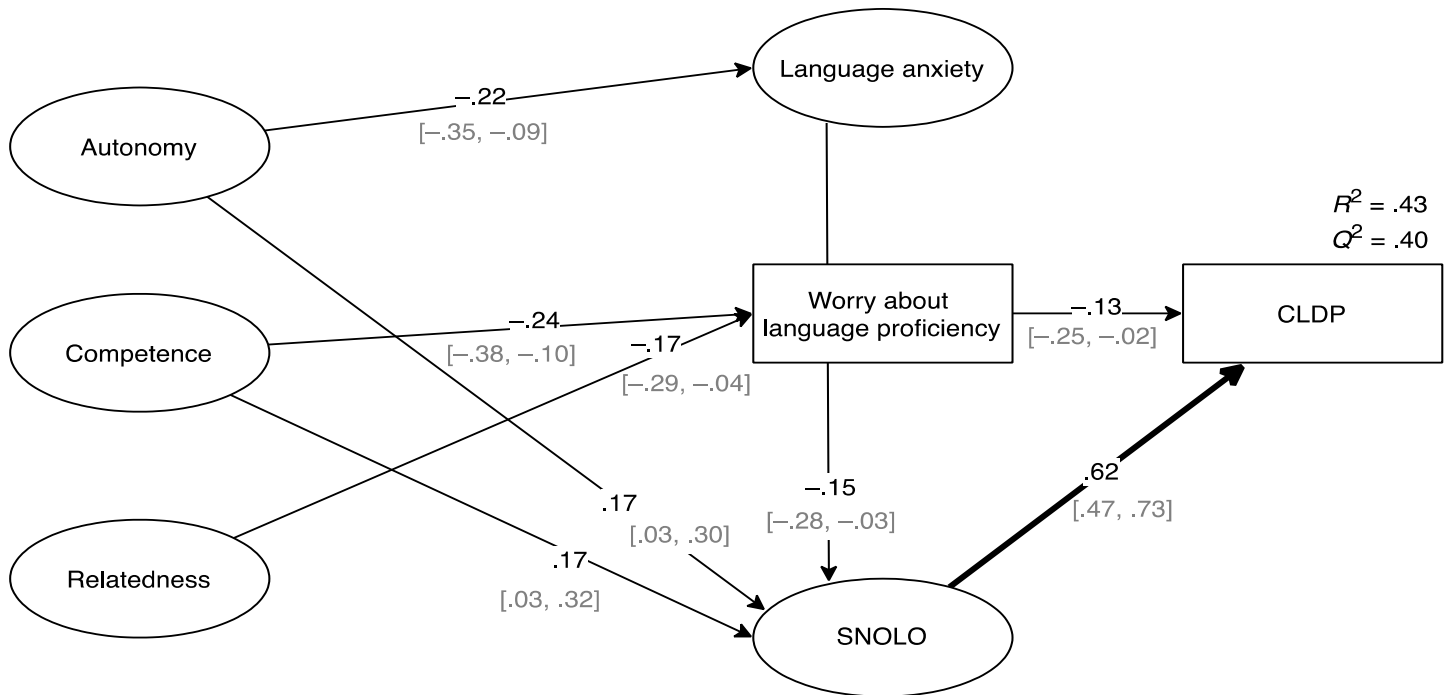 Language anxiety
–.22
[–.35, –.09]
Autonomy
R² = .43
Q² = .40
Worry about
language proficiency
–.13
[–.25, –.02]
CLDP
–.24
[–.38, –.10]
Competence
–.17
[–.29, –.04]
.62
[.47, .73]
–.15
[–.28, –.03]
.17
[.03, .30]
.17
[.03, .32]
Relatedness
SNOLO